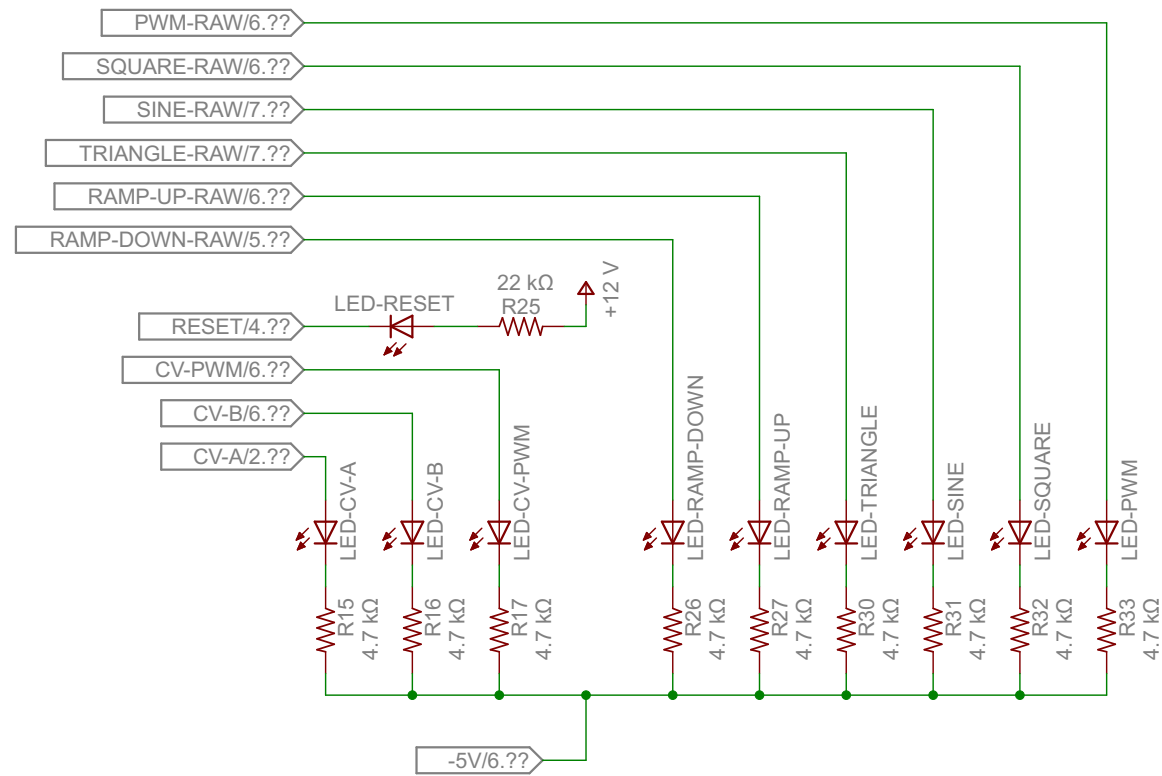 PWM-RAW/6.??
SQUARE-RAW/6.??
SINE-RAW/7.??
TRIANGLE-RAW/7.??
RAMP-UP-RAW/6.??
RAMP-DOWN-RAW/5.??
22 kΩ
R25
+12 V
LED-RESET
RESET/4.??
CV-PWM/6.??
CV-B/6.??
CV-A/2.??
LED-CV-A
LED-CV-B
LED-CV-PWM
LED-RAMP-DOWN
LED-RAMP-UP
LED-TRIANGLE
LED-SINE
LED-SQUARE
LED-PWM
R15
4.7 kΩ
R16
4.7 kΩ
R17
4.7 kΩ
R26
4.7 kΩ
R27
4.7 kΩ
R30
4.7 kΩ
R31
4.7 kΩ
R32
4.7 kΩ
R33
4.7 kΩ
-5V/6.??